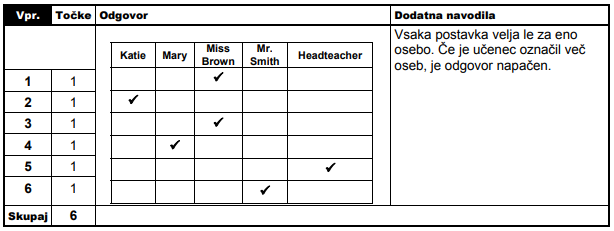 Vpr. Točke Odgovor Dodatna navodila
Katie Mary Miss Brown Mr. Smith Headteacher
Vsaka postavka velja le za eno
osebo. Če je učenec označil več
oseb, je odgovor napačen.
1 1 ✓
2 1 ✓
3 1 ✓
4 1 ✓
5 1 ✓
6 1 ✓
Skupaj 6